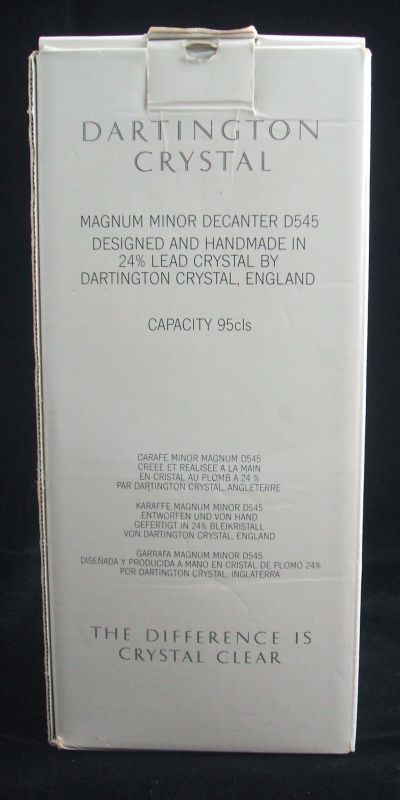 DARTINGTON
CRYSTAL
MAGNUM MINOR DECANTER D545
DESIGNED AND HANDMADE IN
24% LEAD CRYSTAL BY
DARTINGTON CRYSTAL, ENGLAND
CAPACITY 95cls
CARAFE MINOR MAGNUM D545
CREEE ET REALISEE A LA MAIN
EN CRISTAL AU PLOMB A 24 %
PAR DARTINGTON CRYSTAL, ANGLETERRE
KARAFFE MAGNUM MINOR D545
ENTWORFEN UND VON HAND
GEFERTIGT IN 24% BLEIKRISTALL
VON DARTINGTON CRYSTAL, ENGLAND
GARRAFA MAGNUM MINOR D545
DISEÑADA Y PRODUCIDA A MANO EN CRISTAL DE PLOMO 24%
POR DARTINGTON CRYSTAL, INGLATERRA
THE DIFFERENCE IS
CRYSTAL CLEAR